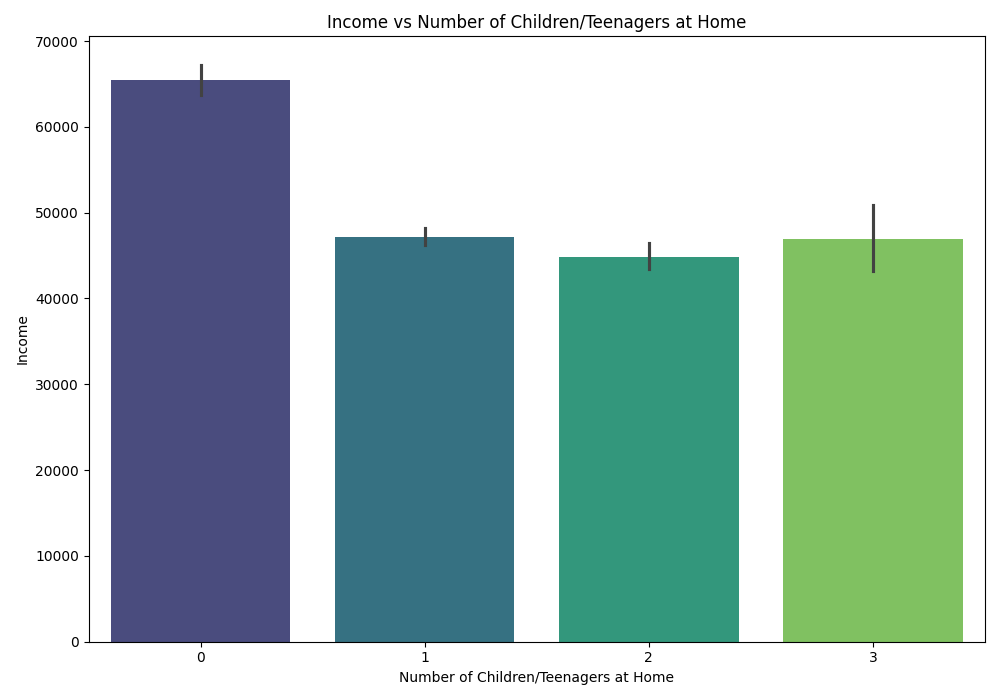 Income vs Number of Children/Teenagers at Home
70000
60000
50000
40000
30000
20000
10000
0
Income
0 1 2 3
Number of Children/Teenagers at Home